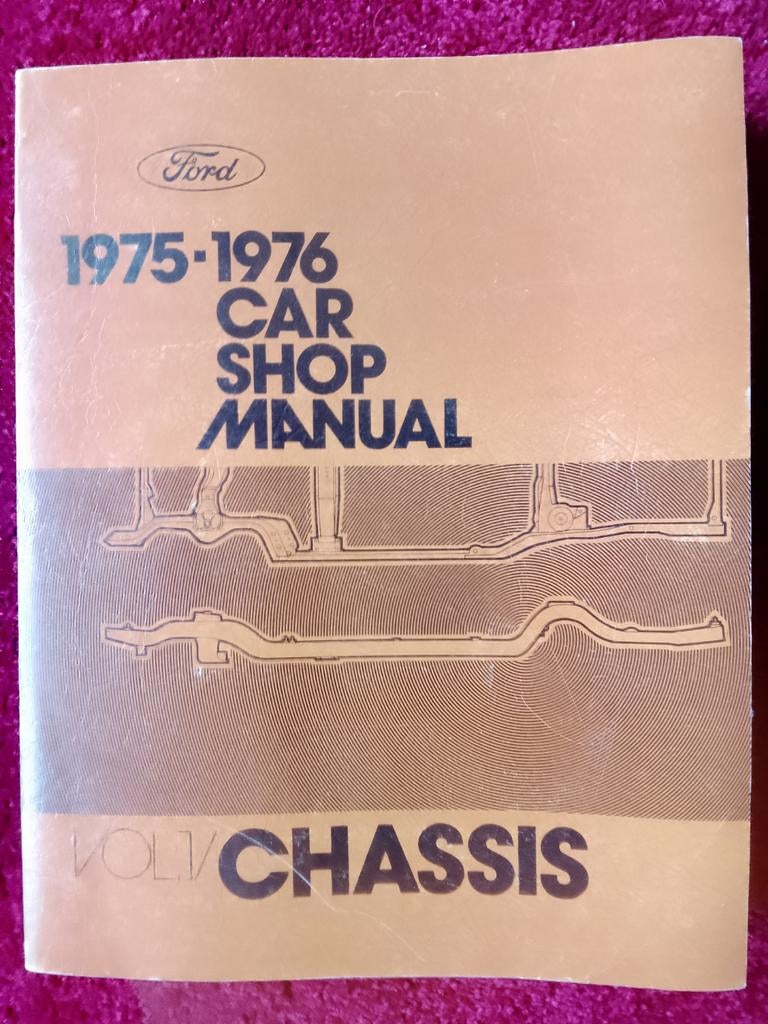 Ford
1975-1976
CAR
SHOP
MANUAL
VOL.1/CHASSIS